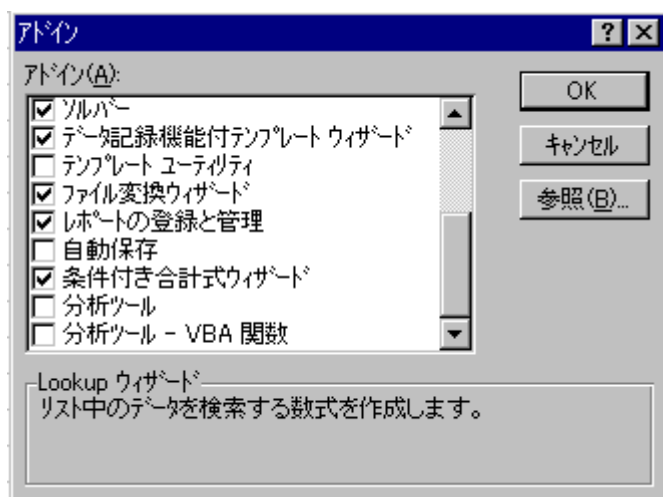 ｱﾄﾞｲﾝ
ｱﾄﾞｲﾝ(A):
ｿﾙﾊﾞｰ
ﾃﾞｰﾀ記録機能付ﾃﾝﾌﾟﾚｰﾄ ｳｨｻﾞｰﾄﾞ
ﾃﾝﾌﾟﾚｰﾄ ﾕｰﾃｨﾘﾃｨ
ﾌｧｲﾙ変換ｳｨｻﾞｰﾄﾞ
ﾚﾎﾟｰﾄの登録と管理
自動保存
条件付き合計式ｳｨｻﾞｰﾄﾞ
分析ﾂｰﾙ
分析ﾂｰﾙ - VBA 関数
OK
ｷｬﾝｾﾙ
参照(B)...
Lookup ｳｨｻﾞｰﾄﾞ
ﾘｽﾄ中のﾃﾞｰﾀを検索する数式を作成します。